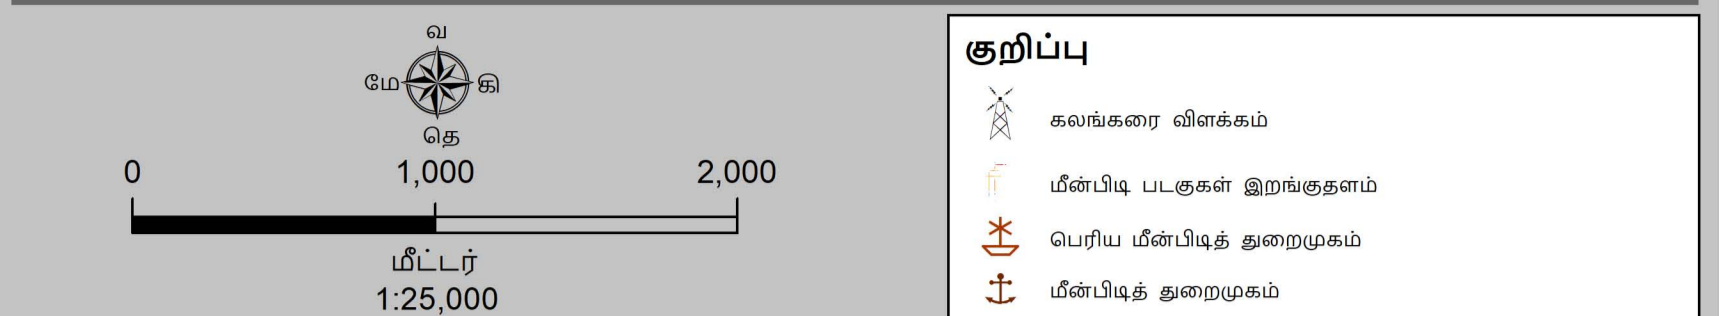 வ
மே கி
தெ
0 1,000 2,000
மீட்டர்
1:25,000
குறிப்பு
கலங்கரை விளக்கம்
மீன்பிடி படகுகள் இறங்குதளம்
பெரிய மீன்பிடித் துறைமுகம்
மீன்பிடித் துறைமுகம்